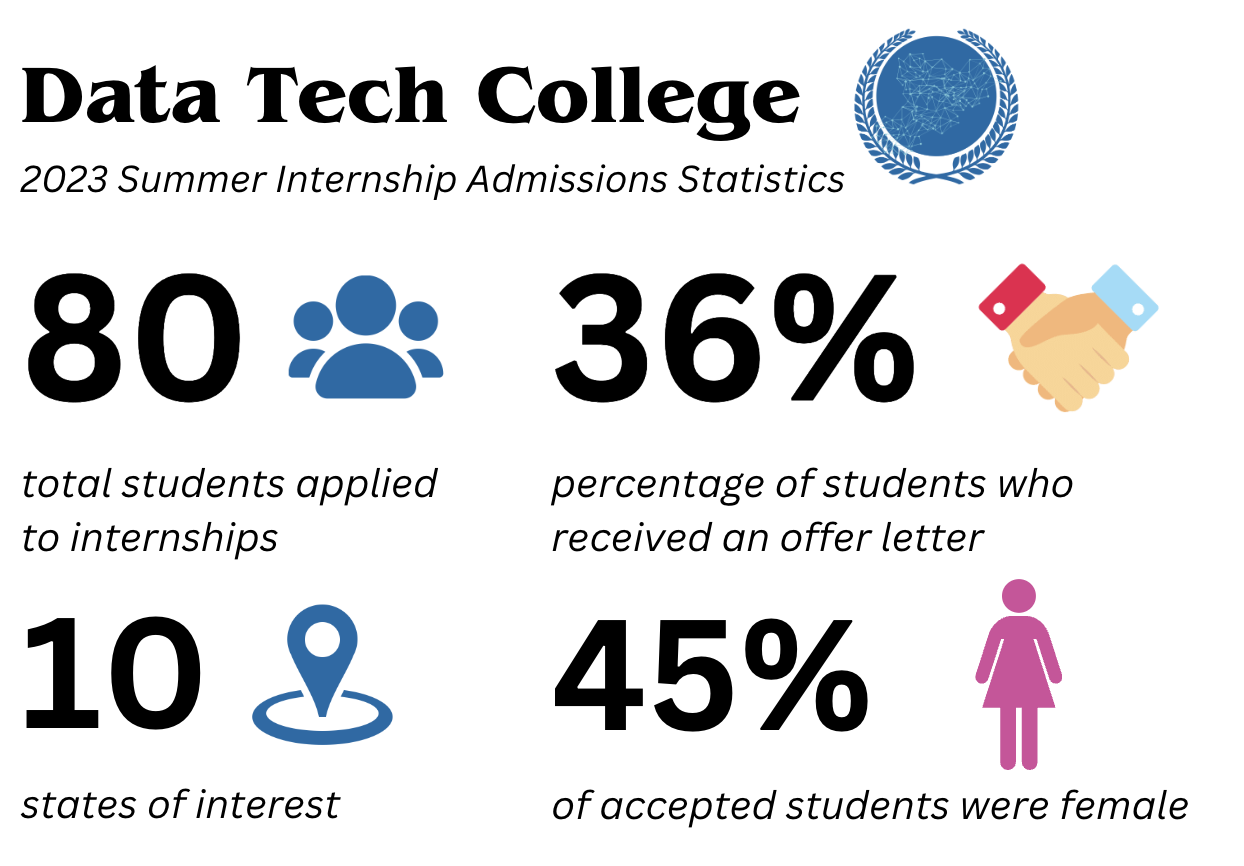 Data Tech College
2023 Summer Internship Admissions Statistics
80
total students applied
to internships
36%
percentage of students who
received an offer letter
10
states of interest
45%
of accepted students were female